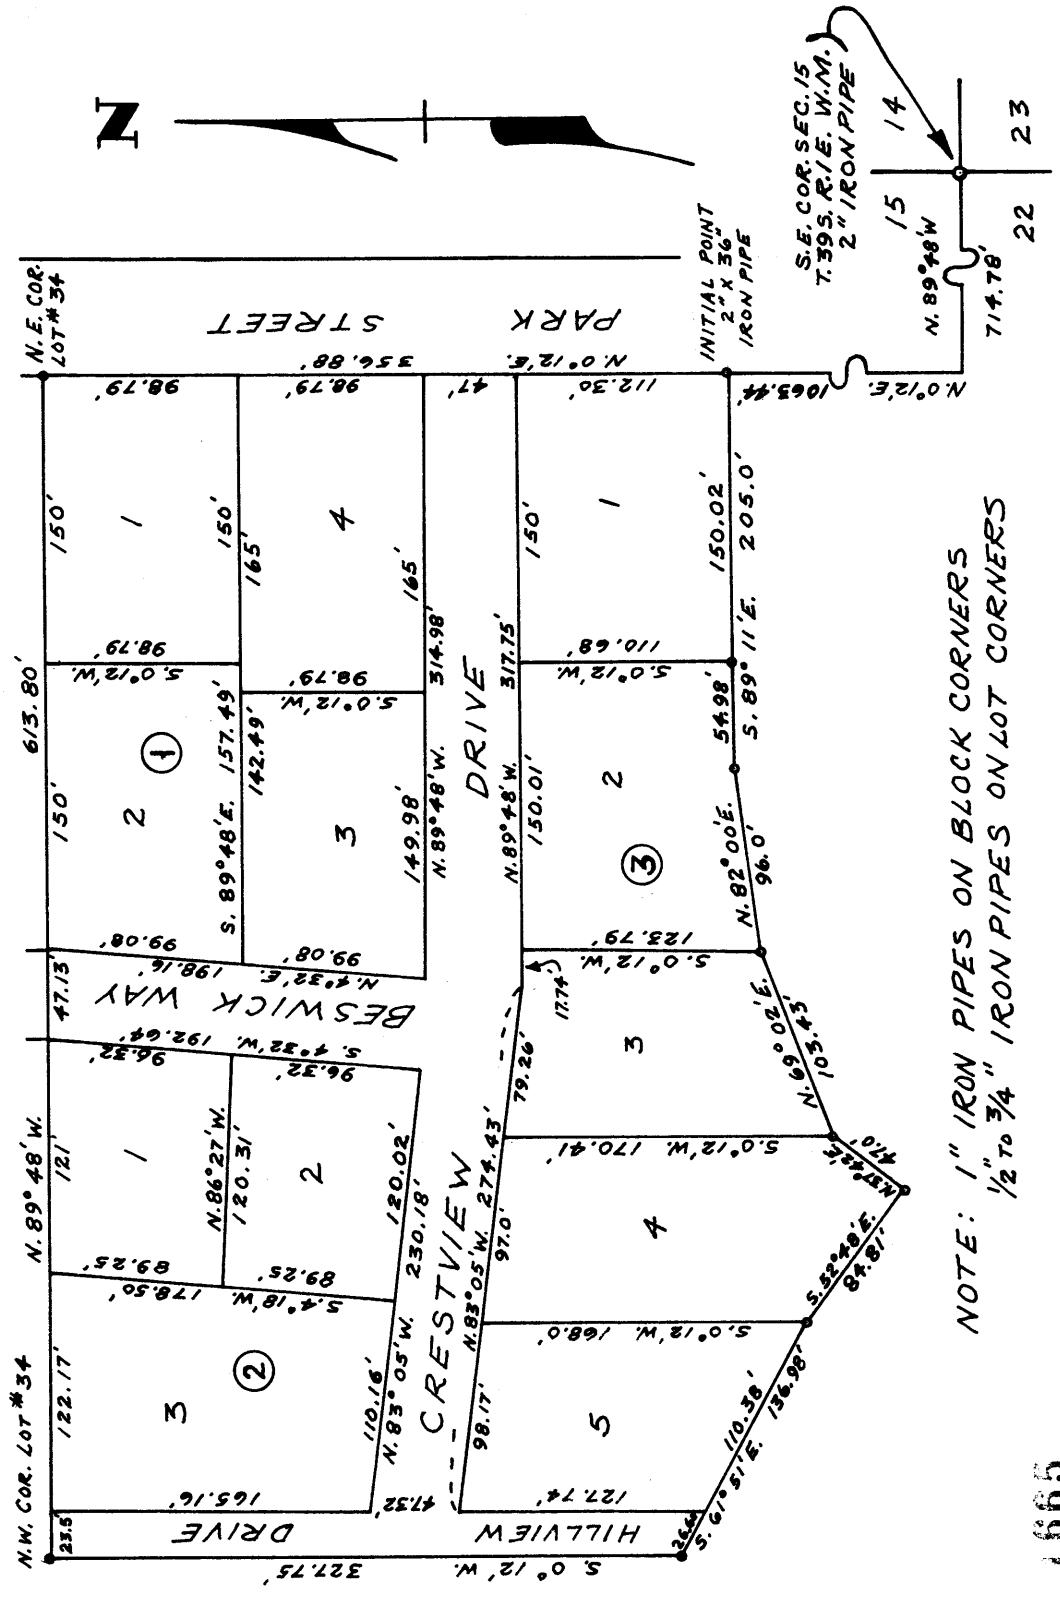 N
N.W. COR. LOT #34
N. 89° 48' W.
613.80'
N.E. COR.
LOT #34
23.5'
122.17'
121'
47.13'
150'
150'
S. 0° 12' W.
327.75'
HILLVIEW
DRIVE
165.16'
3
2
178.50'
89.25'
S. 4° 18' W.
89.25'
1
N. 86° 27' W.
120.31'
2
96.32'
192.64'
S. 4° 32' W.
96.32'
120.02'
230.18'
110.16'
N. 83° 05' W.
47.32'
BESWICK WAY
99.08'
198.16'
N. 4° 32' E.
99.08'
2
1
1
98.79'
S. 0° 12' W.
98.79'
S. 89° 48' E. 157.49'
142.49'
150'
165'
3
4
98.79'
S. 0° 12' W.
98.79'
149.98'
165'
N. 89° 48' W.
314.98'
CRESTVIEW
DRIVE
PARK
STREET
N. 0° 12' E.
356.88'
47'
112.30'
N. 83° 05' W. 274.43'
98.17'
97.0'
79.26'
17.74'
N. 89° 48' W.
317.75'
150.01'
150'
127.74'
5
S. 0° 12' W.
168.0'
4
S. 0° 12' W.
170.41'
3
S. 0° 12' W.
123.79'
2
3
S. 0° 12' W.
110.68'
1
26.60
S. 61° 51' E.
110.38'
136.98'
S. 52° 48' E.
84.81'
N. 37° 42' E.
47.0'
N. 69° 02' E.
103.43'
N. 82° 00' E.
96.0'
54.98'
150.02'
S. 89° 11' E. 205.0'
INITIAL POINT
2" X 36"
IRON PIPE
N. 0° 12' E.
1063.44'
N. 89° 48' W
714.78'
S.E. COR. SEC. 15
T. 39 S. R. 1 E. W.M.
2" IRON PIPE
15
14
22
23
NOTE: 1" IRON PIPES ON BLOCK CORNERS
1/2" TO 3/4" IRON PIPES ON LOT CORNERS